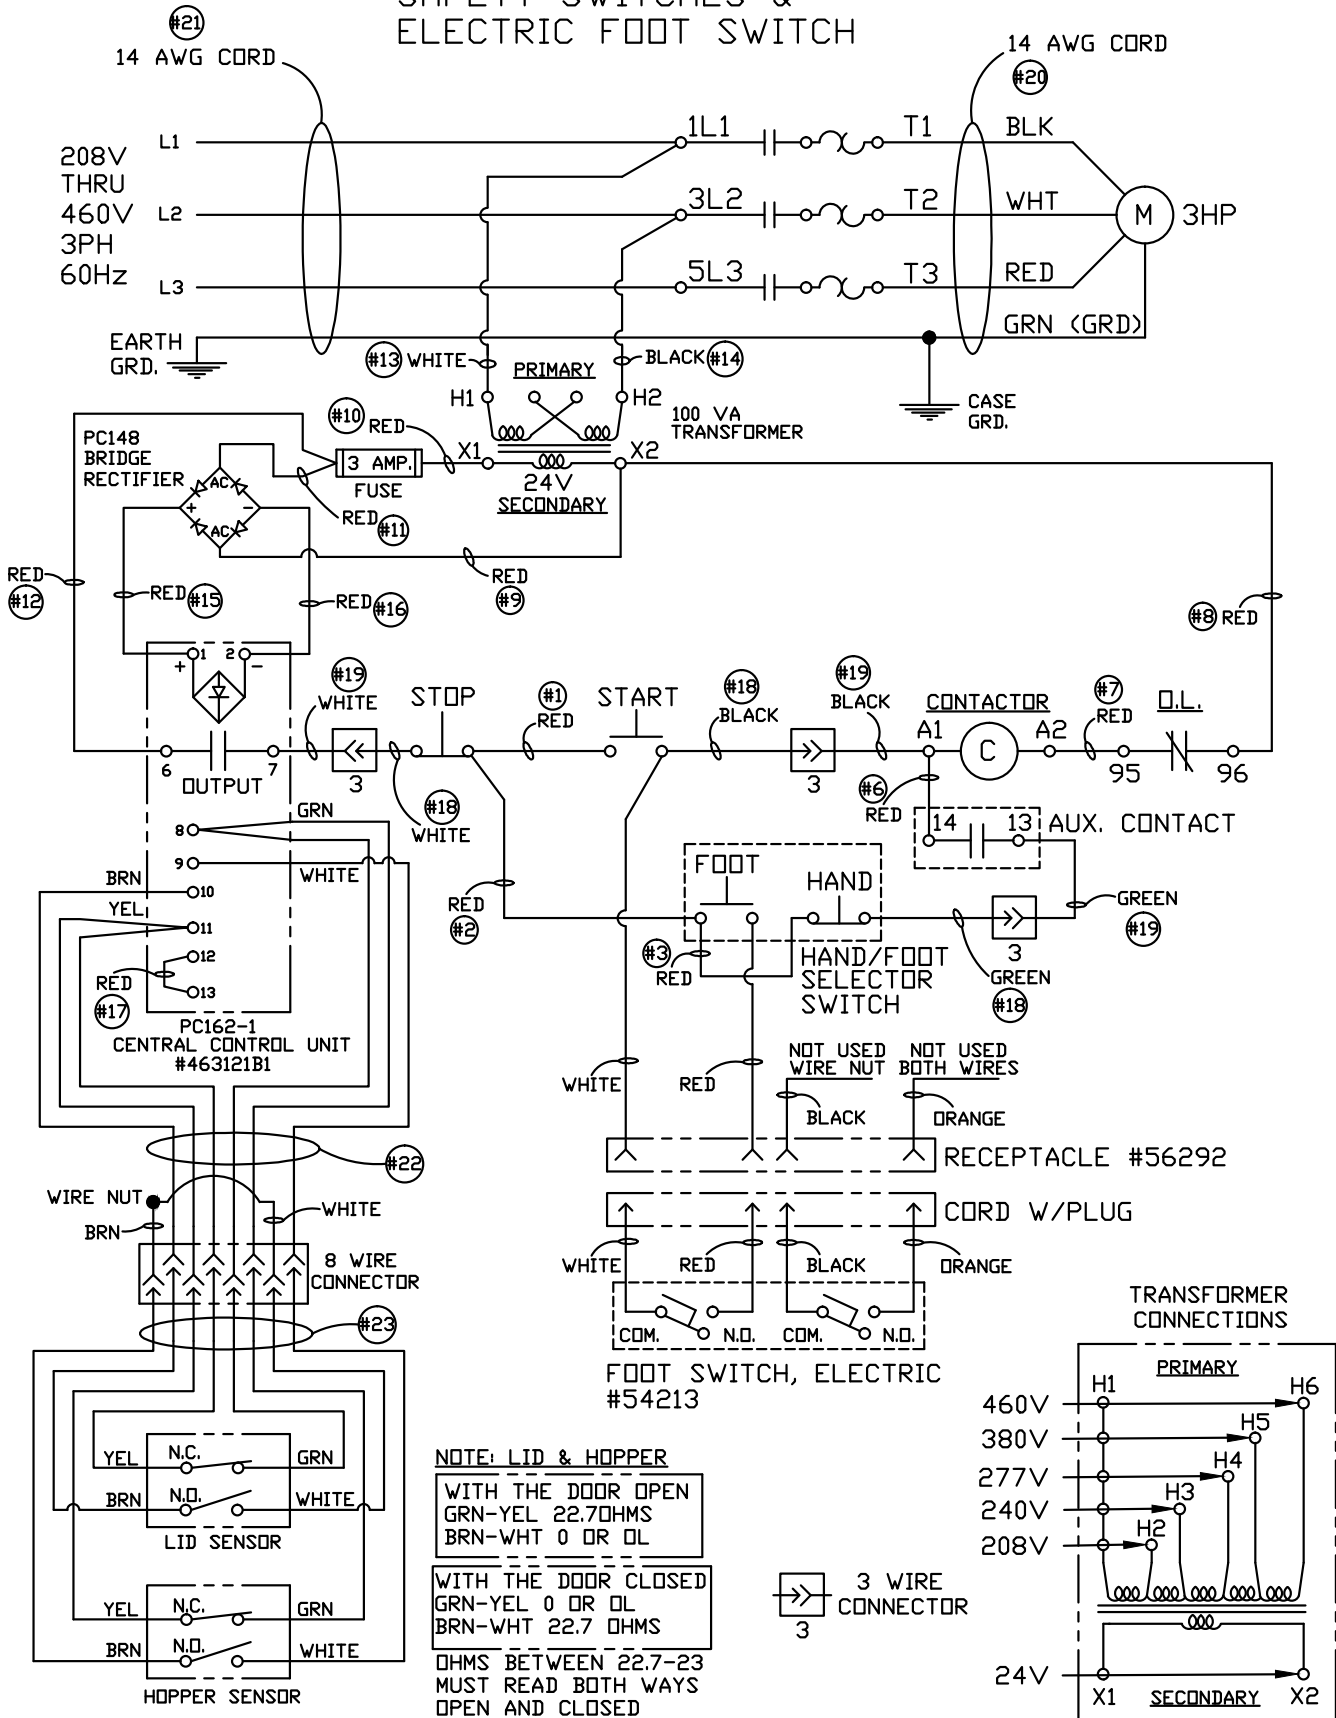 SAFETY SWITCHES &
ELECTRIC FOOT SWITCH
#21
14 AWG CORD
14 AWG CORD
#20
L1
1L1
T1
BLK
208V
THRU
460V
3PH
60Hz
L2
3L2
T2
WHT
M
3HP
L3
5L3
T3
RED
GRN (GRD)
EARTH
GRD.
#13 WHITE
BLACK #14
PRIMARY
H1
H2
CASE
GRD.
100 VA
TRANSFORMER
#10
RED
X1
X2
PC148
BRIDGE
RECTIFIER
3 AMP.
FUSE
24V
SECONDARY
AC
+
-
AC
RED #11
RED
#9
RED
#12
RED #15
RED #16
#8 RED
1
2
+
-
#19
WHITE
STOP
#1
RED
START
#18
BLACK
#19
BLACK
CONTACTOR
#7
RED
O.L.
A1
C
A2
6
7
OUTPUT
3
3
95
96
#18
WHITE
#6
RED
GRN
8
14
13
AUX. CONTACT
9
WHITE
BRN
10
FOOT
HAND
YEL
11
RED
#2
GREEN
#19
12
#3
RED
3
HAND/FOOT
SELECTOR
SWITCH
GREEN
#18
RED
#17
13
PC162-1
CENTRAL CONTROL UNIT
#463121B1
NOT USED
WIRE NUT
NOT USED
BOTH WIRES
WHITE
RED
BLACK
ORANGE
RECEPTACLE #56292
#22
WIRE NUT
WHITE
BRN
CORD W/PLUG
WHITE
RED
BLACK
ORANGE
8 WIRE
CONNECTOR
COM.
N.O.
COM.
N.O.
#23
FOOT SWITCH, ELECTRIC
#54213
YEL
N.C.
GRN
BRN
N.O.
WHITE
LID SENSOR
YEL
N.C.
GRN
BRN
N.O.
WHITE
HOPPER SENSOR
NOTE: LID & HOPPER
WITH THE DOOR OPEN
GRN-YEL 22.7OHMS
BRN-WHT 0 OR OL
WITH THE DOOR CLOSED
GRN-YEL 0 OR OL
BRN-WHT 22.7 OHMS
OHMS BETWEEN 22.7-23
MUST READ BOTH WAYS
OPEN AND CLOSED
3
3 WIRE
CONNECTOR
TRANSFORMER
CONNECTIONS
PRIMARY
460V
H1
H6
380V
H5
277V
H4
240V
H3
208V
H2
24V
X1
SECONDARY
X2